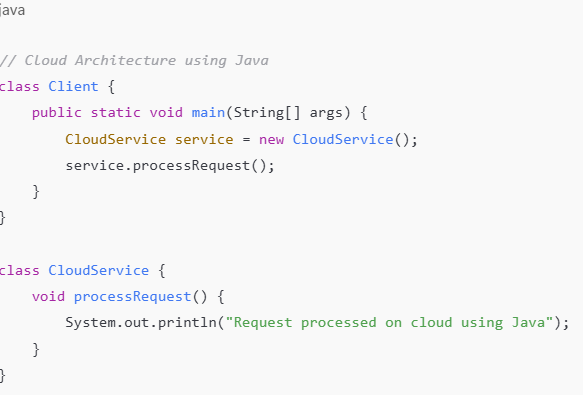 java
// Cloud Architecture using Java
class Client {
    public static void main(String[] args) {
        CloudService service = new CloudService();
        service.processRequest();
    }
}
class CloudService {
    void processRequest() {
        System.out.println("Request processed on cloud using Java");
    }
}